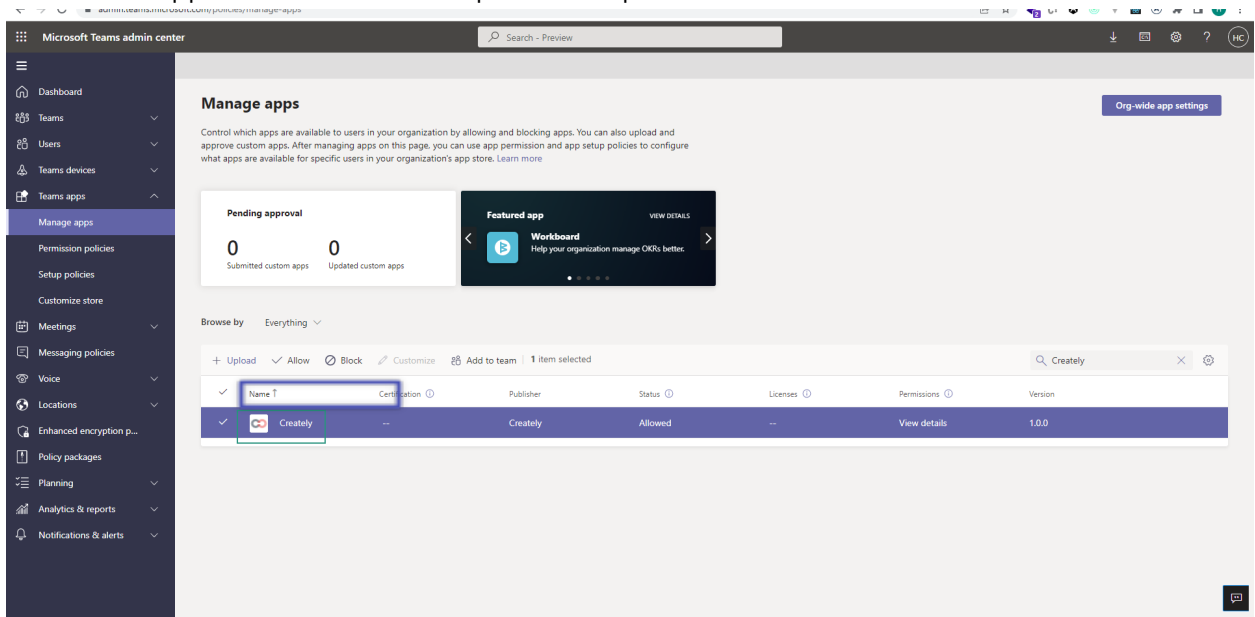 admin.teams.microsoft.com/policies/manage-apps
Microsoft Teams admin center
Search - Preview
HC
Dashboard
Teams
Users
Teams devices
Teams apps
Manage apps
Permission policies
Setup policies
Customize store
Meetings
Messaging policies
Voice
Locations
Enhanced encryption p...
Policy packages
Planning
Analytics & reports
Notifications & alerts
Manage apps
Org-wide app settings
Control which apps are available to users in your organization by allowing and blocking apps. You can also upload and
approve custom apps. After managing apps on this page, you can use app permission and app setup policies to configure
what apps are available for specific users in your organization's app store. Learn more
Pending approval
0 0
Submitted custom apps Updated custom apps
Featured app VIEW DETAILS
Workboard
Help your organization manage OKRs better.
Browse by Everything
+ Upload Allow Block Customize Add to team 1 item selected Creately
Name ↑ Certification Publisher Status Licenses Permissions Version
Creately -- Creately Allowed -- View details 1.0.0